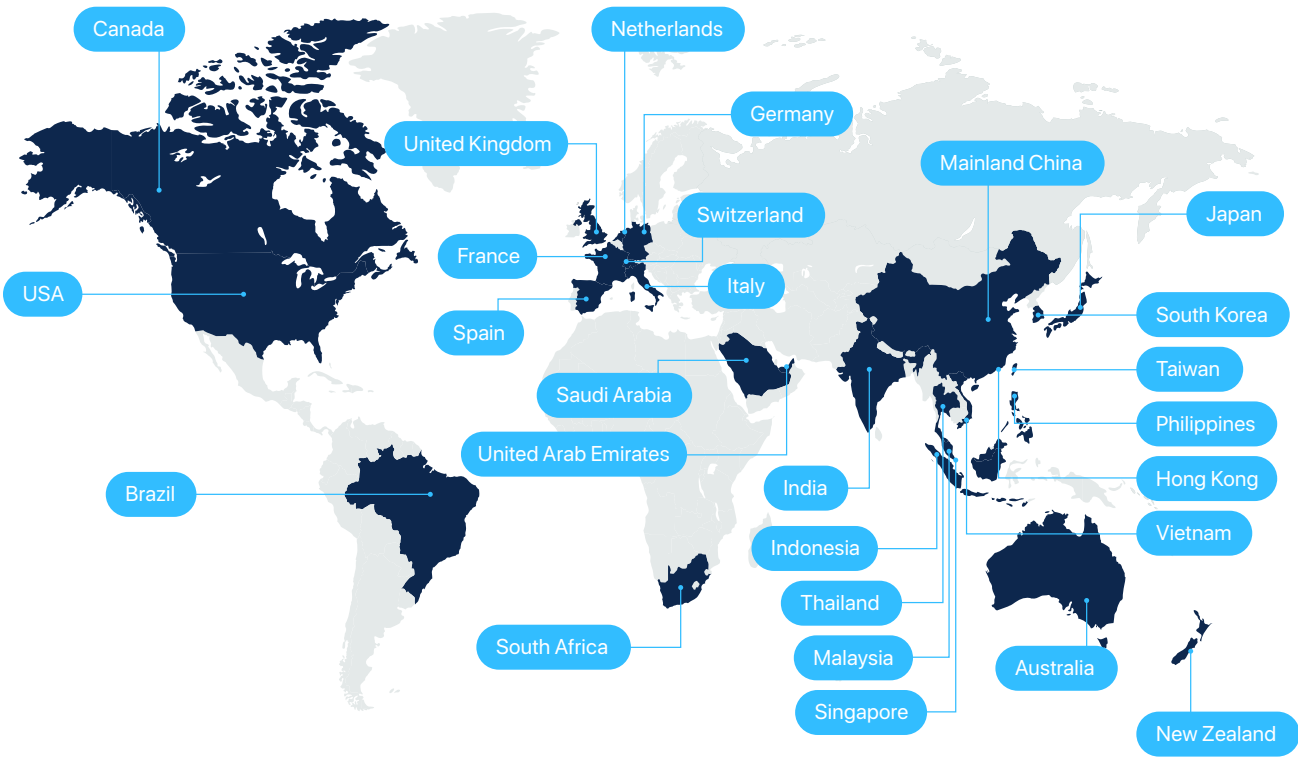 Canada
Netherlands
Germany
United Kingdom
Mainland China
Switzerland
Japan
France
Italy
USA
South Korea
Spain
Taiwan
Saudi Arabia
Philippines
United Arab Emirates
Hong Kong
India
Brazil
Vietnam
Indonesia
Thailand
South Africa
Malaysia
Australia
Singapore
New Zealand